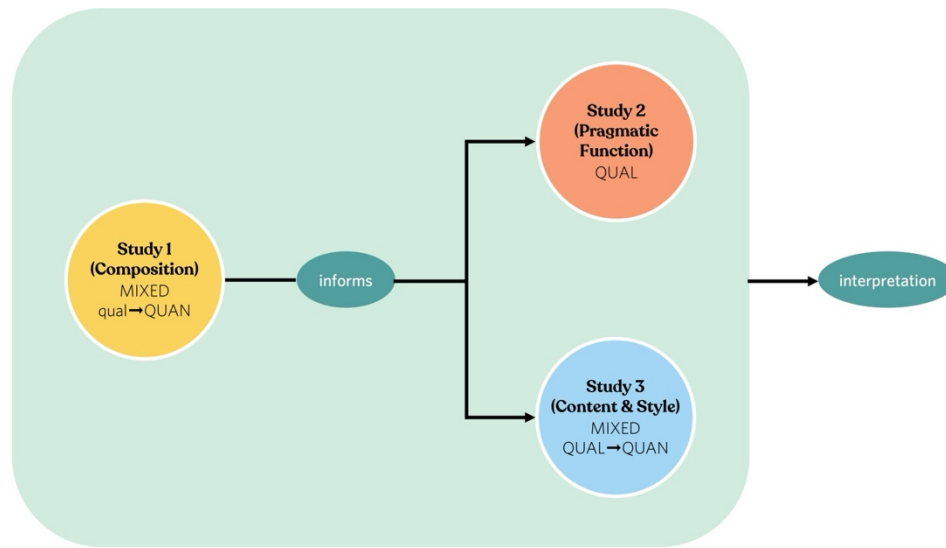 Study 1
(Composition)
MIXED
qual→QUAN
informs
Study 2
(Pragmatic
Function)
QUAL
Study 3
(Content & Style)
MIXED
QUAL→QUAN
interpretation